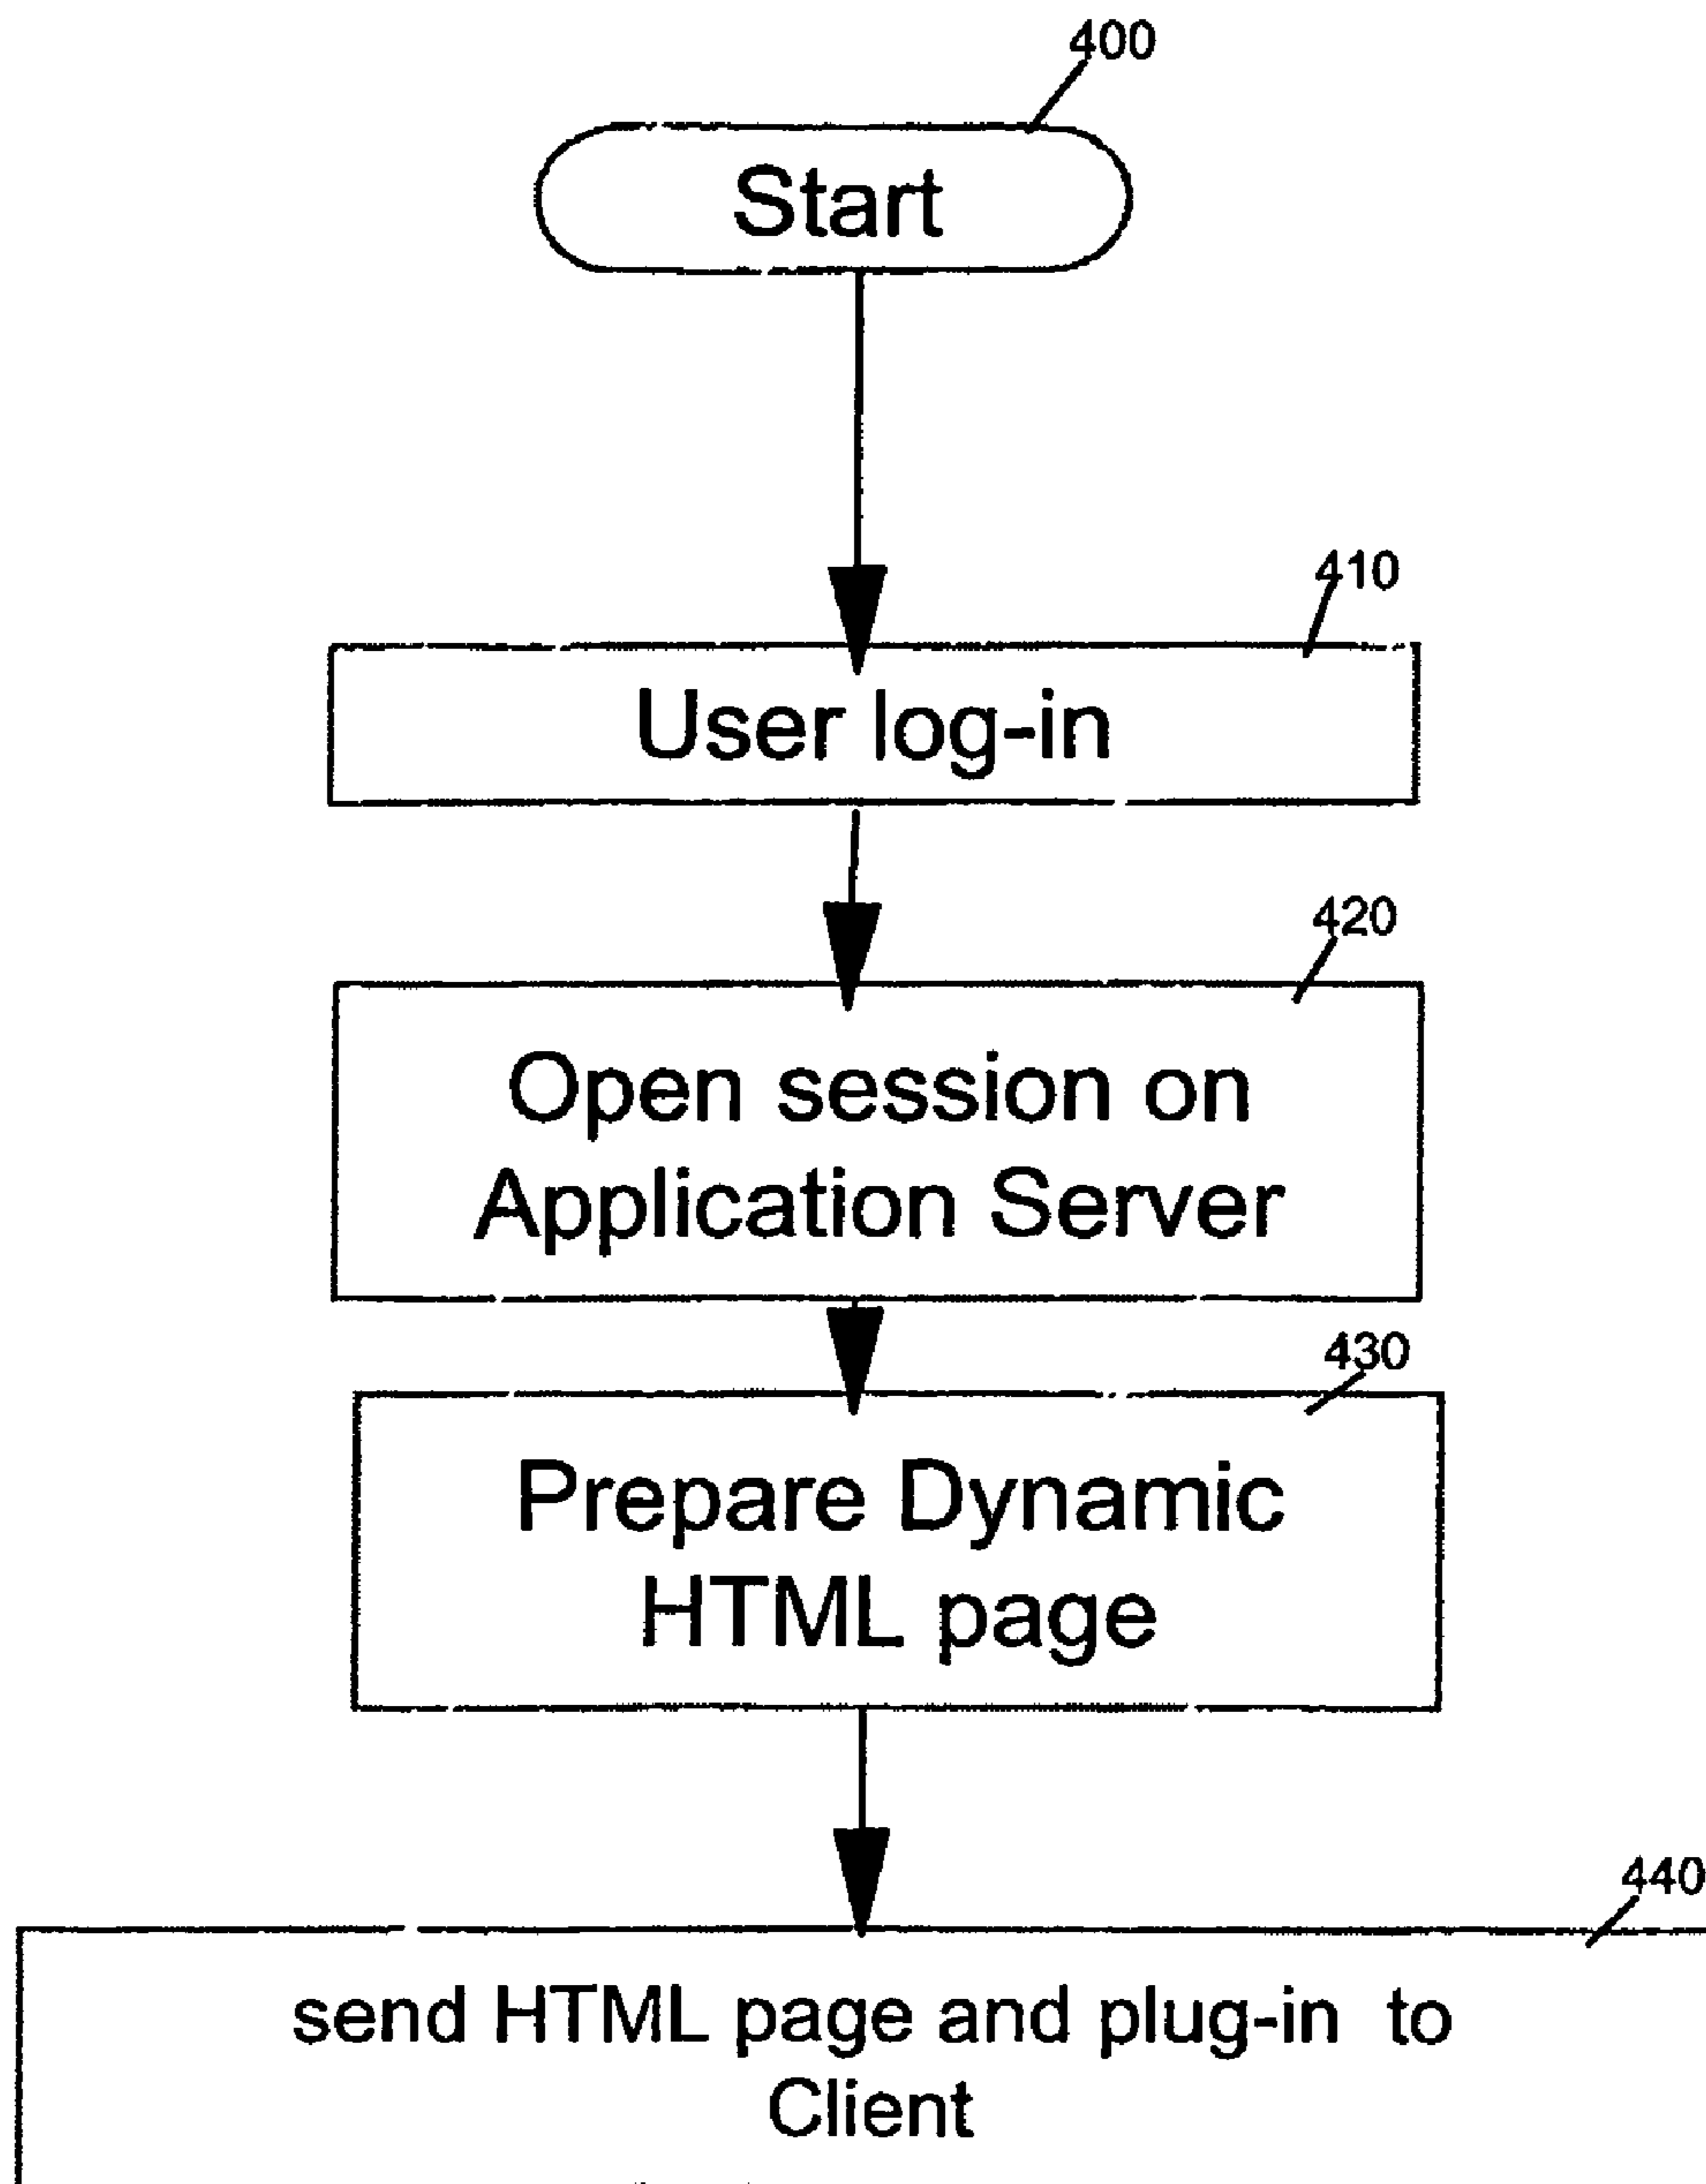 400
Start
410
User log-in
420
Open session on
Application Server
430
Prepare Dynamic
HTML page
440
send HTML page and plug-in to
Client